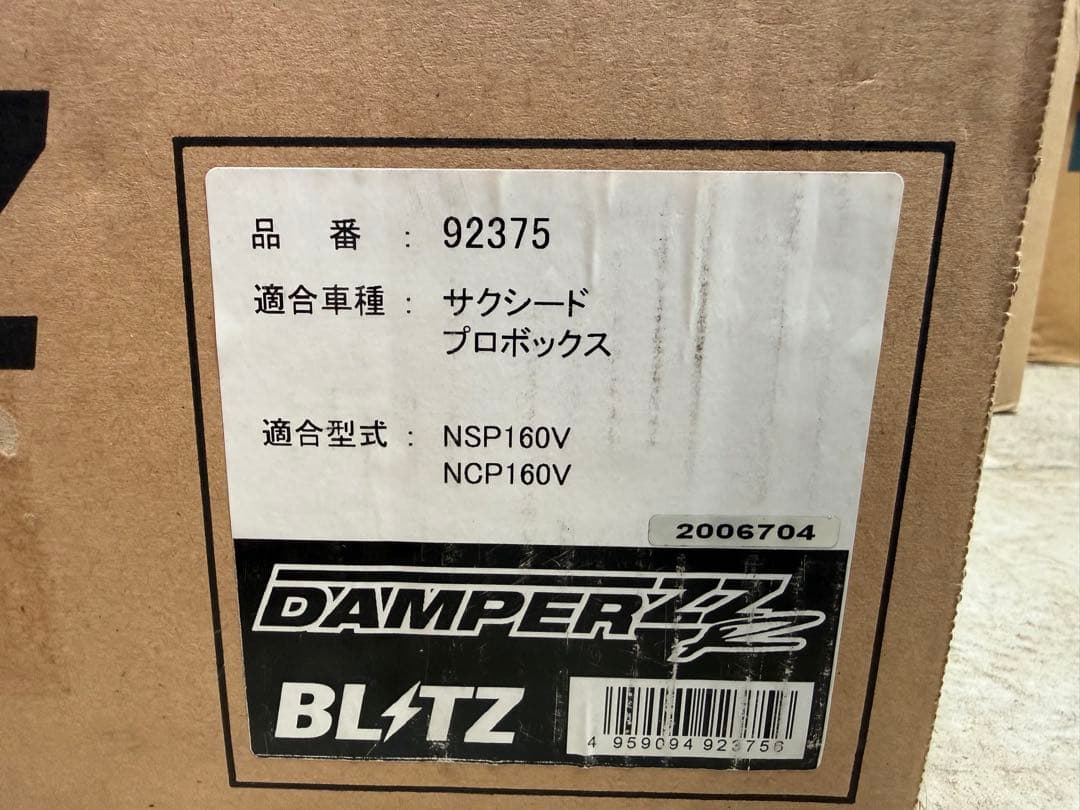 品番 : 92375
適合車種 : サクシード
プロボックス
適合型式 : NSP160V
NCP160V
2006704
DAMPER ZZ-R
BLITZ
4 959094 923756